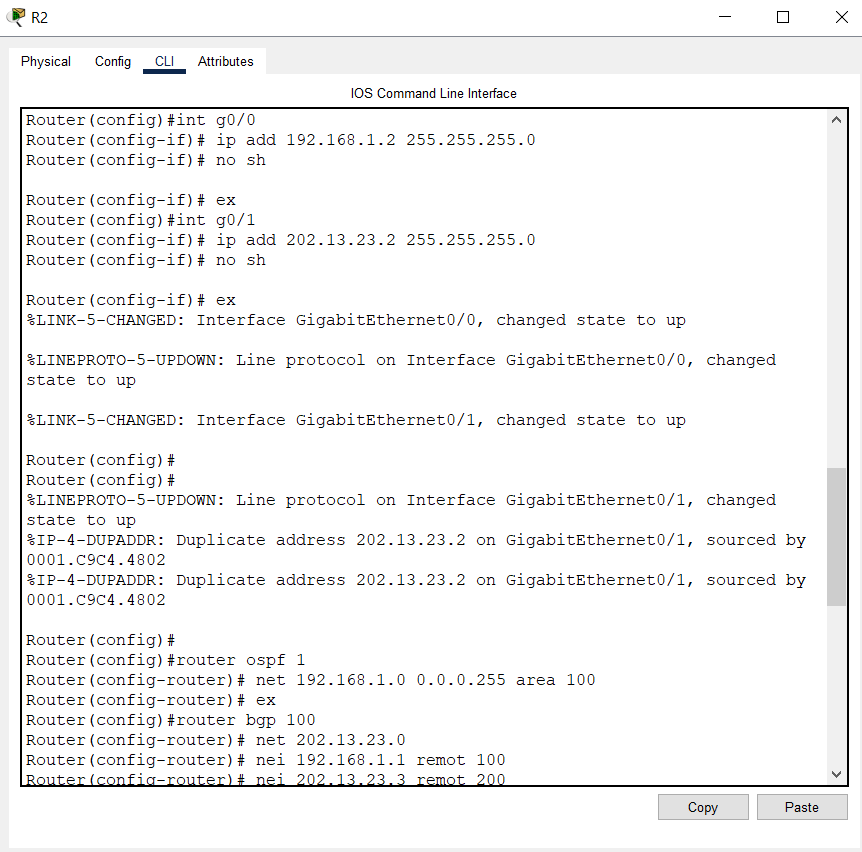 R2
Physical Config CLI Attributes
IOS Command Line Interface
Router(config)#int g0/0
Router(config-if)# ip add 192.168.1.2 255.255.255.0
Router(config-if)# no sh
Router(config-if)# ex
Router(config)#int g0/1
Router(config-if)# ip add 202.13.23.2 255.255.255.0
Router(config-if)# no sh
Router(config-if)# ex
%LINK-5-CHANGED: Interface GigabitEthernet0/0, changed state to up
%LINEPROTO-5-UPDOWN: Line protocol on Interface GigabitEthernet0/0, changed
state to up
%LINK-5-CHANGED: Interface GigabitEthernet0/1, changed state to up
Router(config)#
Router(config)#
%LINEPROTO-5-UPDOWN: Line protocol on Interface GigabitEthernet0/1, changed
state to up
%IP-4-DUPADDR: Duplicate address 202.13.23.2 on GigabitEthernet0/1, sourced by
0001.C9C4.4802
%IP-4-DUPADDR: Duplicate address 202.13.23.2 on GigabitEthernet0/1, sourced by
0001.C9C4.4802
Router(config)#
Router(config)#router ospf 1
Router(config-router)# net 192.168.1.0 0.0.0.255 area 100
Router(config-router)# ex
Router(config)#router bgp 100
Router(config-router)# net 202.13.23.0
Router(config-router)# nei 192.168.1.1 remot 100
Router(config-router)# nei 202.13.23.3 remot 200
Copy Paste